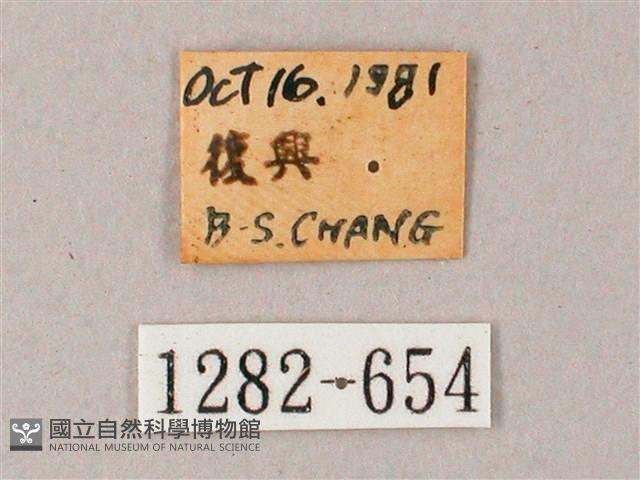 OCT 16. 1981
復興
B-S. CHANG
1282-654
國立自然科學博物館
NATIONAL MUSEUM OF NATURAL SCIENCE